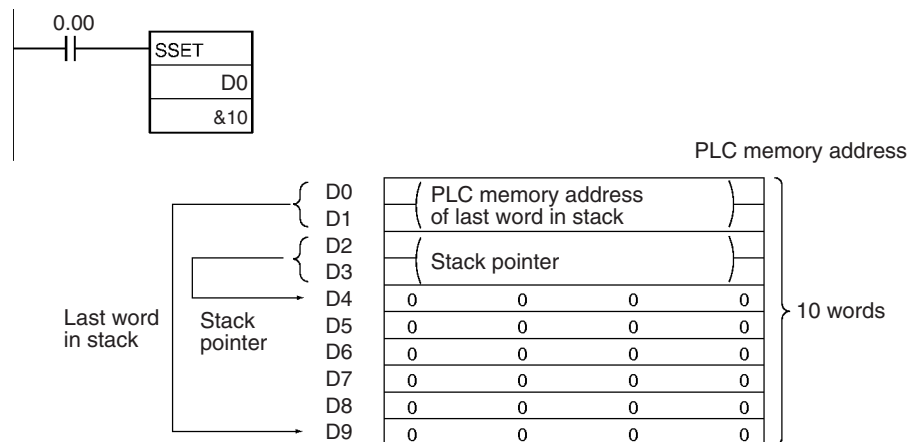 0.00
SSET
D0
&10
PLC memory address
D0
D1
PLC memory address
of last word in stack
D2
D3
Stack pointer
D4 0 0 0 0
D5 0 0 0 0
D6 0 0 0 0
D7 0 0 0 0
D8 0 0 0 0
D9 0 0 0 0
Last word
in stack
Stack
pointer
10 words